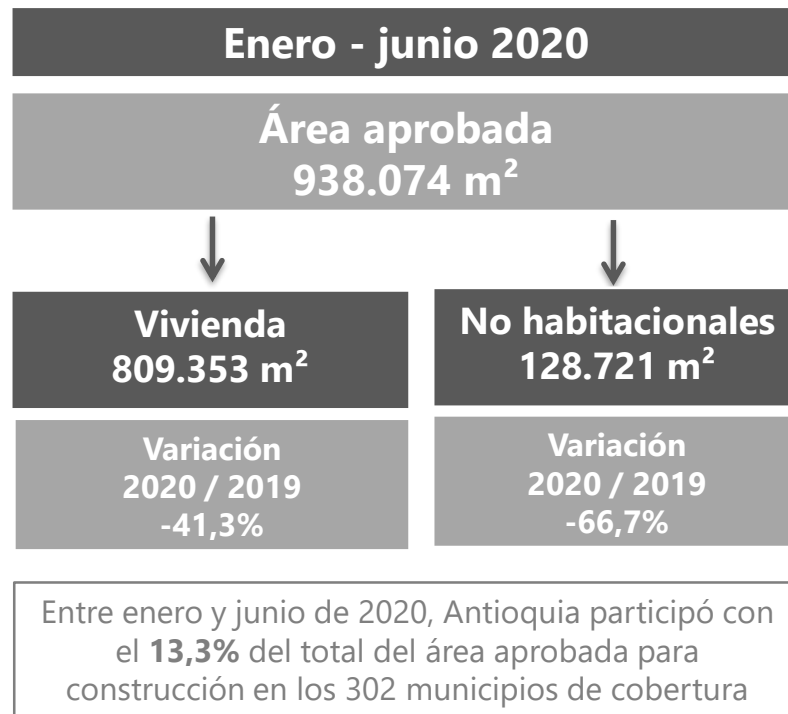 Enero - junio 2020
Área aprobada
938.074 m²
Vivienda
809.353 m²
No habitacionales
128.721 m²
Variación
2020 / 2019
-41,3%
Variación
2020 / 2019
-66,7%
Entre enero y junio de 2020, Antioquia participó con
el 13,3% del total del área aprobada para
construcción en los 302 municipios de cobertura